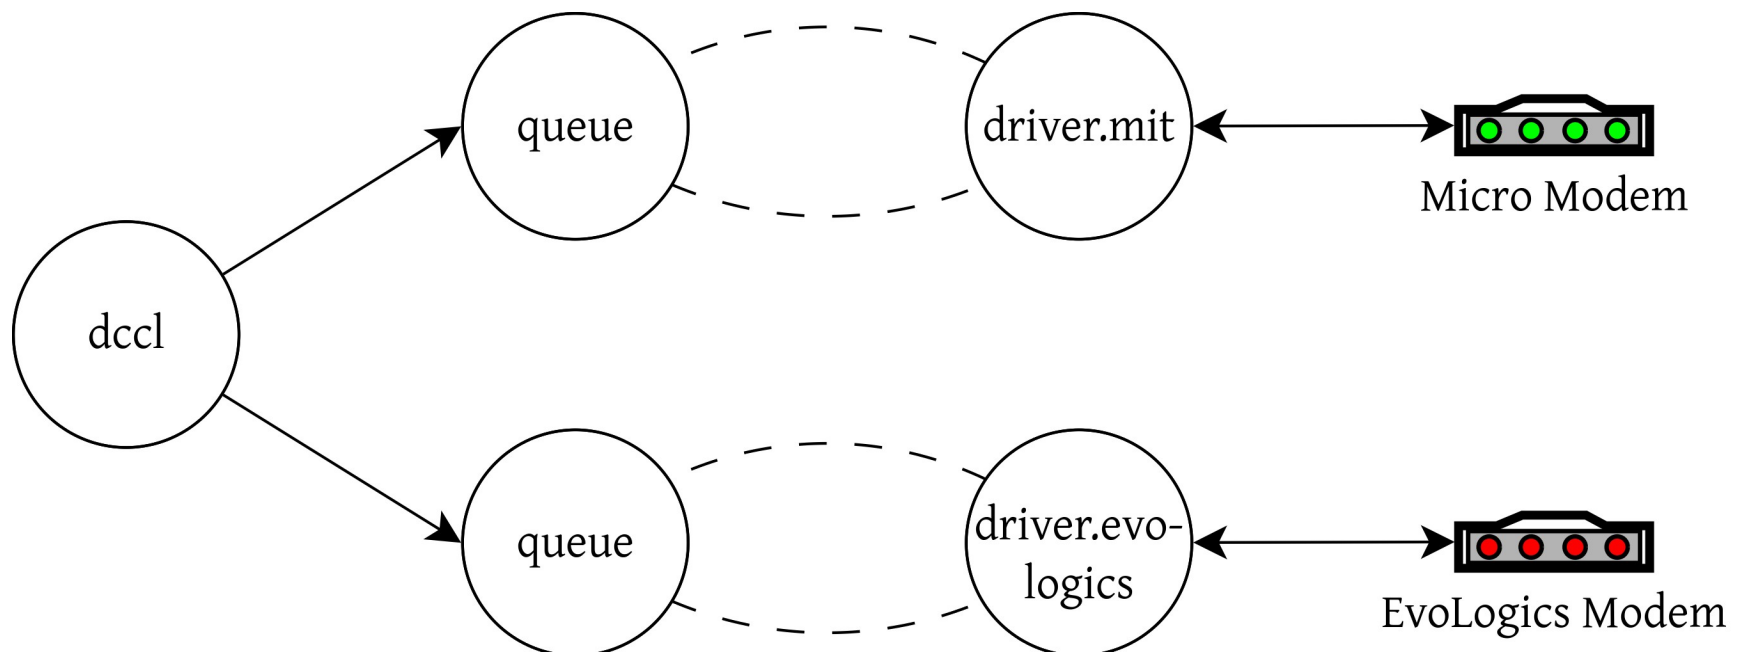 queue
driver.mit
Micro Modem
dccl
queue
driver.evo-
logics
EvoLogics Modem